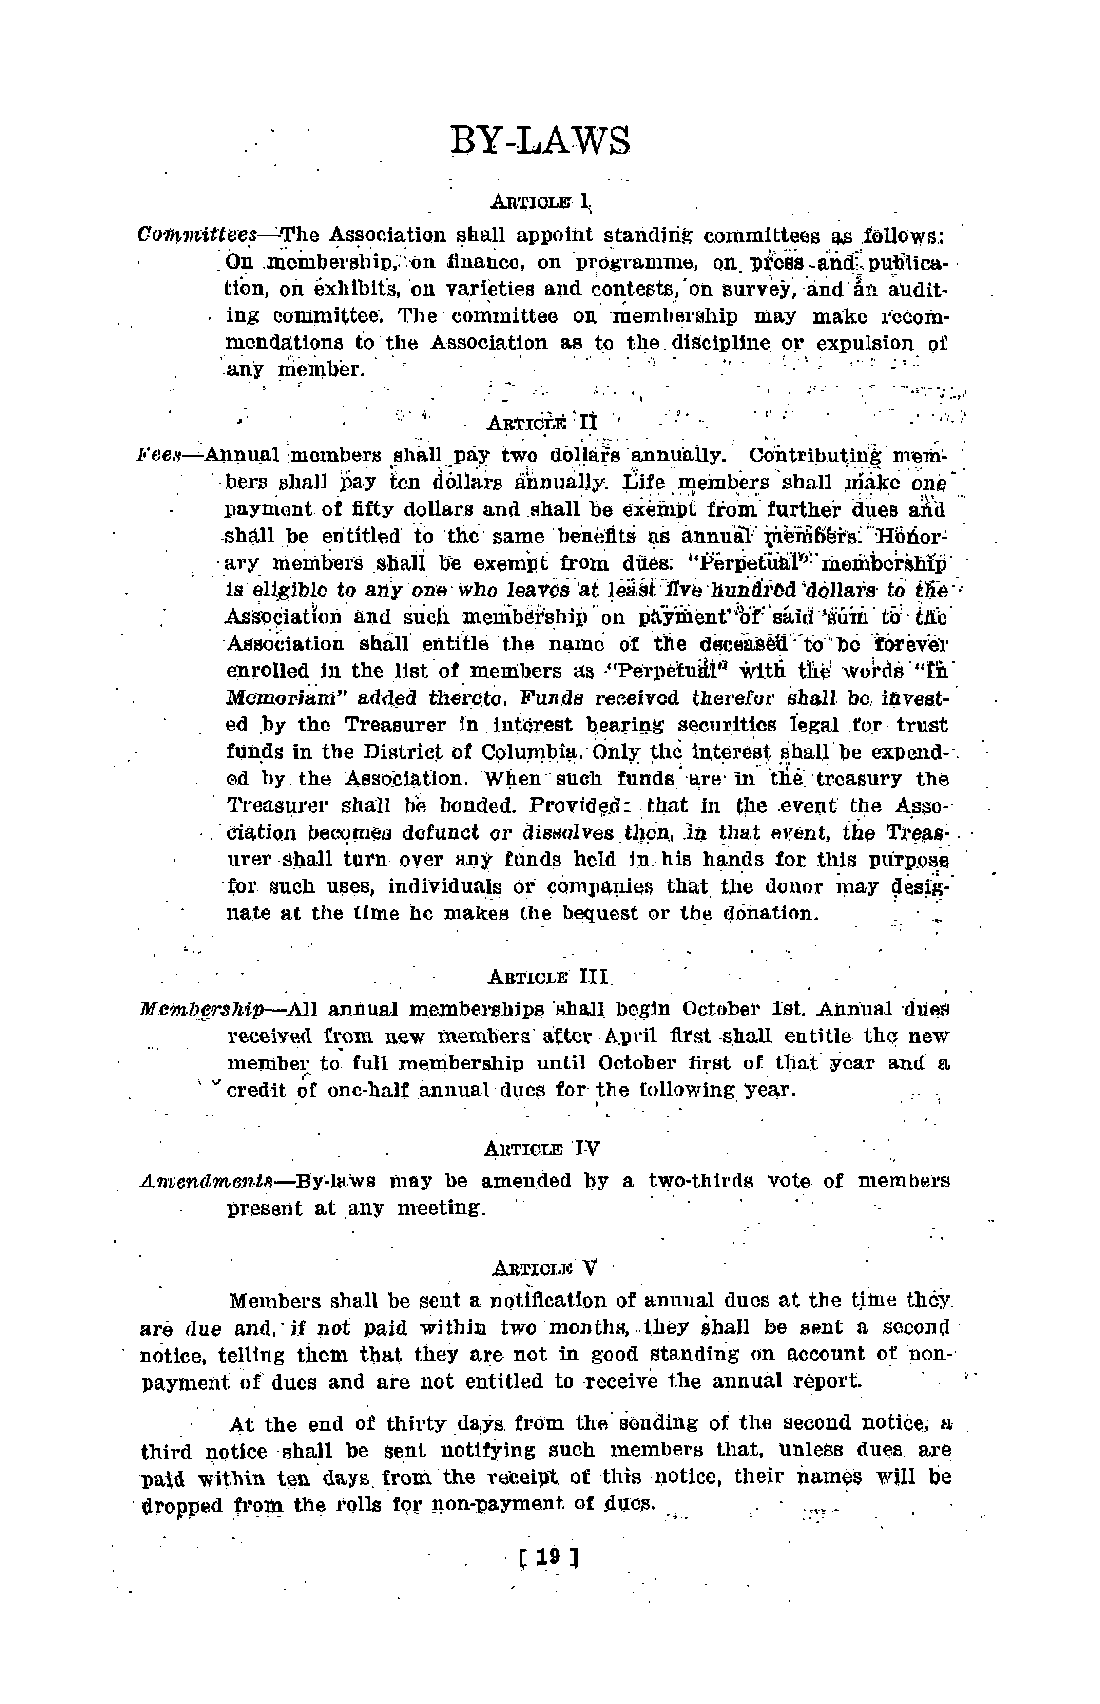 BY-LAWS
ARTICLE I
Committees—The Association shall appoint standing committees as follows:
On membership, on finance, on programme, on press and publica-
tion, on exhibits, on varieties and contests, on survey, and an audit-
ing committee. The committee on membership may make recom-
mendations to the Association as to the discipline or expulsion of
any member.
ARTICLE II
Fees—Annual members shall pay two dollars annually. Contributing mem-
bers shall pay ten dollars annually. Life members shall make one
payment of fifty dollars and shall be exempt from further dues and
shall be entitled to the same benefits as annual members. Honor-
ary members shall be exempt from dues. "Perpetual" membership
is eligible to any one who leaves at least five hundred dollars to the
Association and such membership on payment of said sum to the
Association shall entitle the name of the deceased to be forever
enrolled in the list of members as "Perpetual" with the words "In
Memoriam" added thereto. Funds received therefor shall be invest-
ed by the Treasurer in interest bearing securities legal for trust
funds in the District of Columbia. Only the interest shall be expend-
ed by the Association. When such funds are in the treasury the
Treasurer shall be bonded. Provided: that in the event the Asso-
ciation becomes defunct or dissolves then, in that event, the Treas-
urer shall turn over any funds held in his hands for this purpose
for such uses, individuals or companies that the donor may desig-
nate at the time he makes the bequest or the donation.
ARTICLE III
Membership—All annual memberships shall begin October 1st. Annual dues
received from new members after April first shall entitle the new
member to full membership until October first of that year and a
credit of one-half annual dues for the following year.
ARTICLE IV
Amendments—By-laws may be amended by a two-thirds vote of members
present at any meeting.
ARTICLE V
Members shall be sent a notification of annual dues at the time they
are due and, if not paid within two months, they shall be sent a second
notice, telling them that they are not in good standing on account of non-
payment of dues and are not entitled to receive the annual report.
At the end of thirty days from the sending of the second notice, a
third notice shall be sent notifying such members that, unless dues are
paid within ten days from the receipt of this notice, their names will be
dropped from the rolls for non-payment of dues.
[ 19 ]